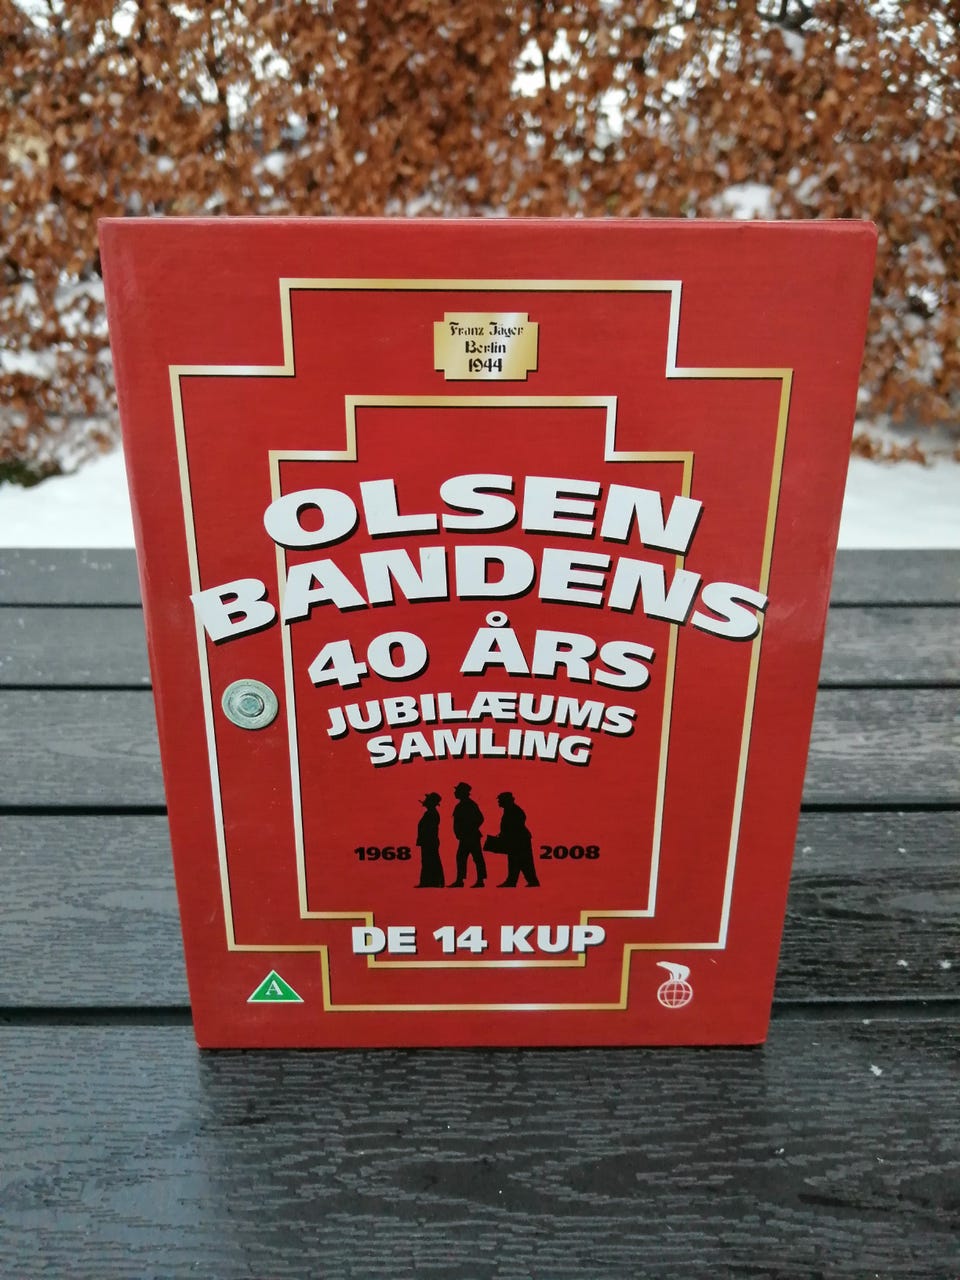 Franz Jäger
Berlin
1944
OLSEN
BANDENS
40 ÅRS
JUBILÆUMS
SAMLING
1968 2008
DE 14 KUP
A